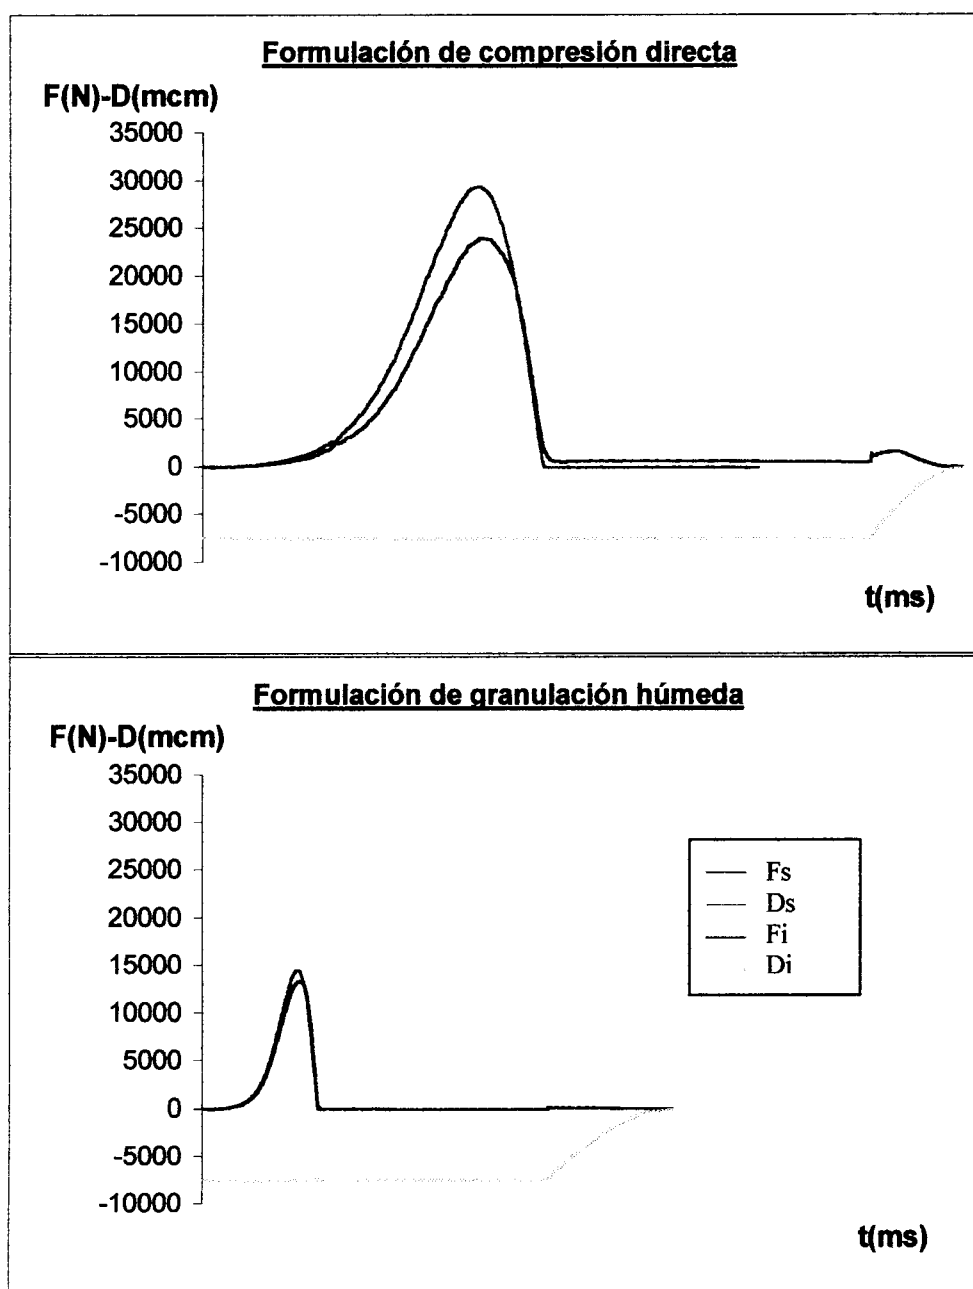 Formulación de compresión directa
F(N)-D(mcm)
35000
30000
25000
20000
15000
10000
5000
0
-5000
-10000
t(ms)
Formulación de granulación húmeda
F(N)-D(mcm)
35000
30000
25000
20000
15000
10000
5000
0
-5000
-10000
Fs
Ds
Fi
Di
t(ms)